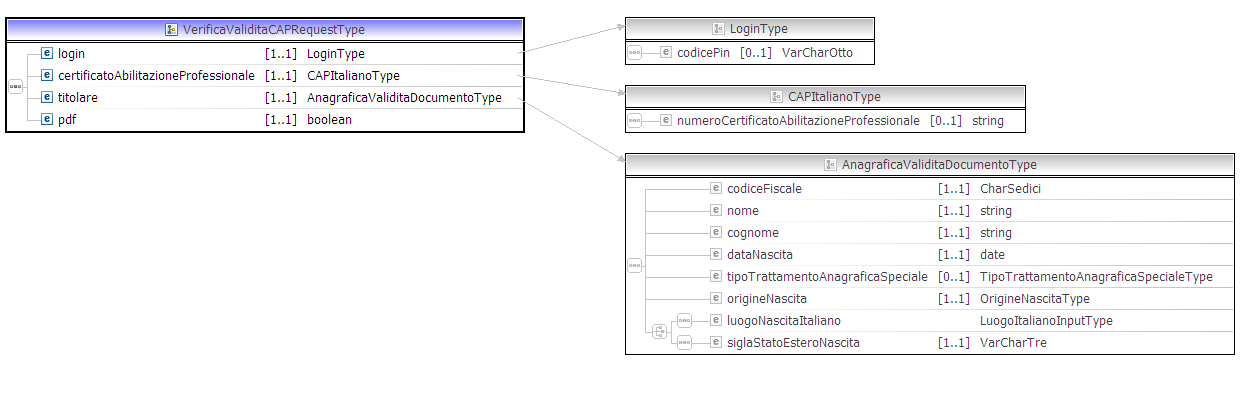 VerificaValiditaCAPRequestType
login [1..1] LoginType
certificatoAbilitazioneProfessionale [1..1] CAPItalianoType
titolare [1..1] AnagraficaValiditaDocumentoType
pdf [1..1] boolean
LoginType
codicePin [0..1] VarCharOtto
CAPItalianoType
numeroCertificatoAbilitazioneProfessionale [0..1] string
AnagraficaValiditaDocumentoType
codiceFiscale [1..1] CharSedici
nome [1..1] string
cognome [1..1] string
dataNascita [1..1] date
tipoTrattamentoAnagraficaSpeciale [0..1] TipoTrattamentoAnagraficaSpecialeType
origineNascita [1..1] OrigineNascitaType
luogoNascitaItaliano LuogoItalianoInputType
siglaStatoEsteroNascita [1..1] VarCharTre